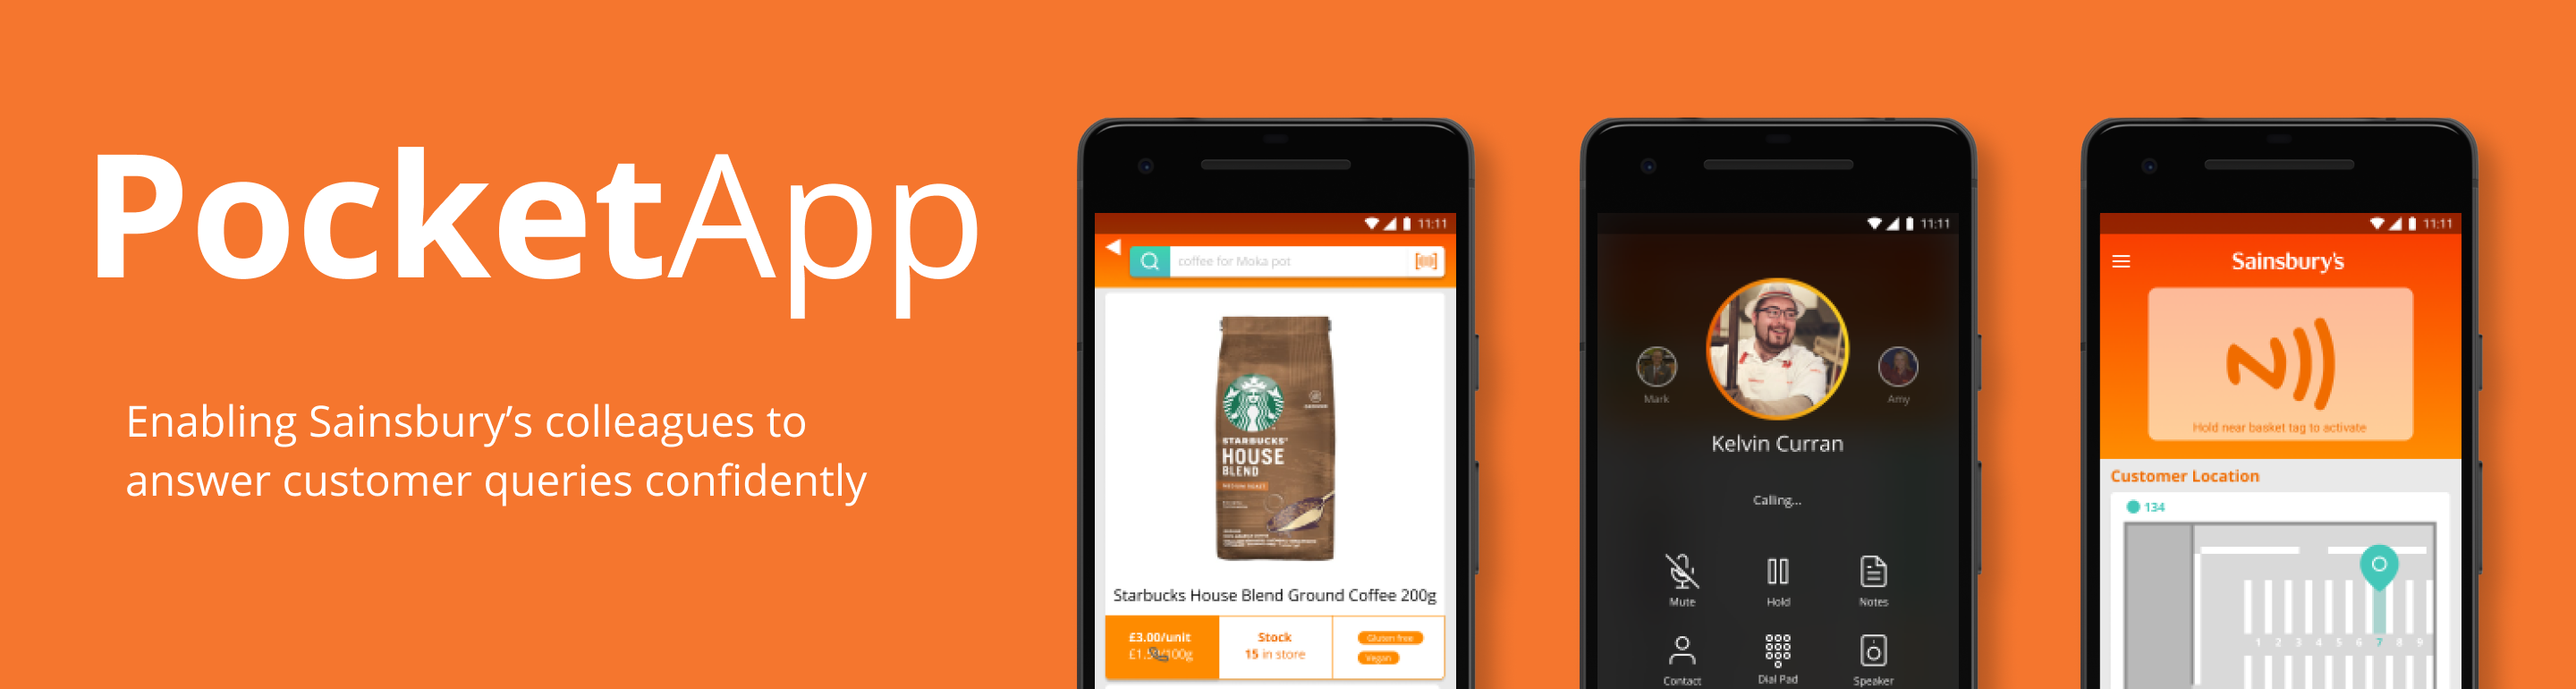 PocketApp
Enabling Sainsbury’s colleagues to
answer customer queries confidently
11:11
coffee for Moka pot
STARBUCKS®
HOUSE
BLEND
MEDIUM ROAST
Starbucks House Blend Ground Coffee 200g
£3.00/unit
Stock
15 in store
Gluten free
Vegan
11:11
Mark
Amy
Kelvin Curran
Calling...
Mute
Hold
Notes
Contact
Dial Pad
Speaker
11:11
Sainsbury's
Hold near basket tag to activate
Customer Location
134
1 2 3 4 5 6 7 8 9